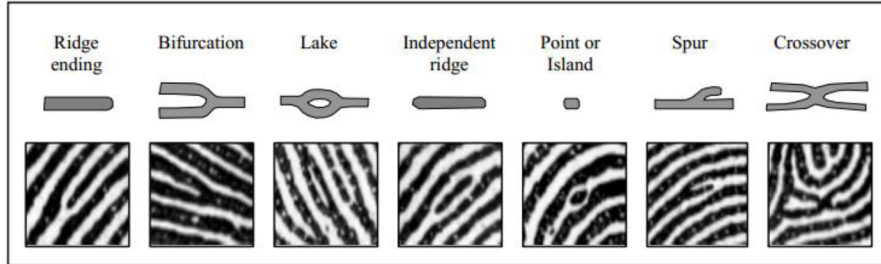 Ridge ending
Bifurcation
Lake
Independent ridge
Point or Island
Spur
Crossover